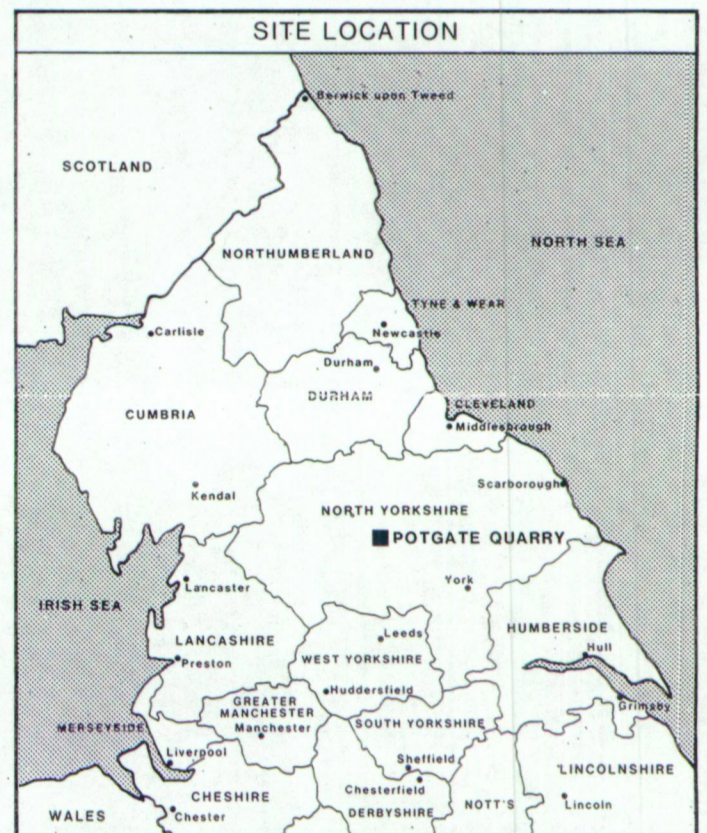 SITE LOCATION
Berwick upon Tweed
SCOTLAND
NORTH SEA
NORTHUMBERLAND
TYNE & WEAR
Carlisle
Newcastle
Durham
DURHAM
CLEVELAND
CUMBRIA
Middlesbrough
Scarborough
Kendal
NORTH YORKSHIRE
POTGATE QUARRY
York
Lancaster
IRISH SEA
HUMBERSIDE
Leeds
LANCASHIRE
Hull
WEST YORKSHIRE
Preston
Huddersfield
GREATER
MANCHESTER
Grimsby
SOUTH YORKSHIRE
MERSEYSIDE
Manchester
Liverpool
Sheffield
LINCOLNSHIRE
Chesterfield
CHESHIRE
NOTT'S
Lincoln
DERBYSHIRE
WALES
Chester